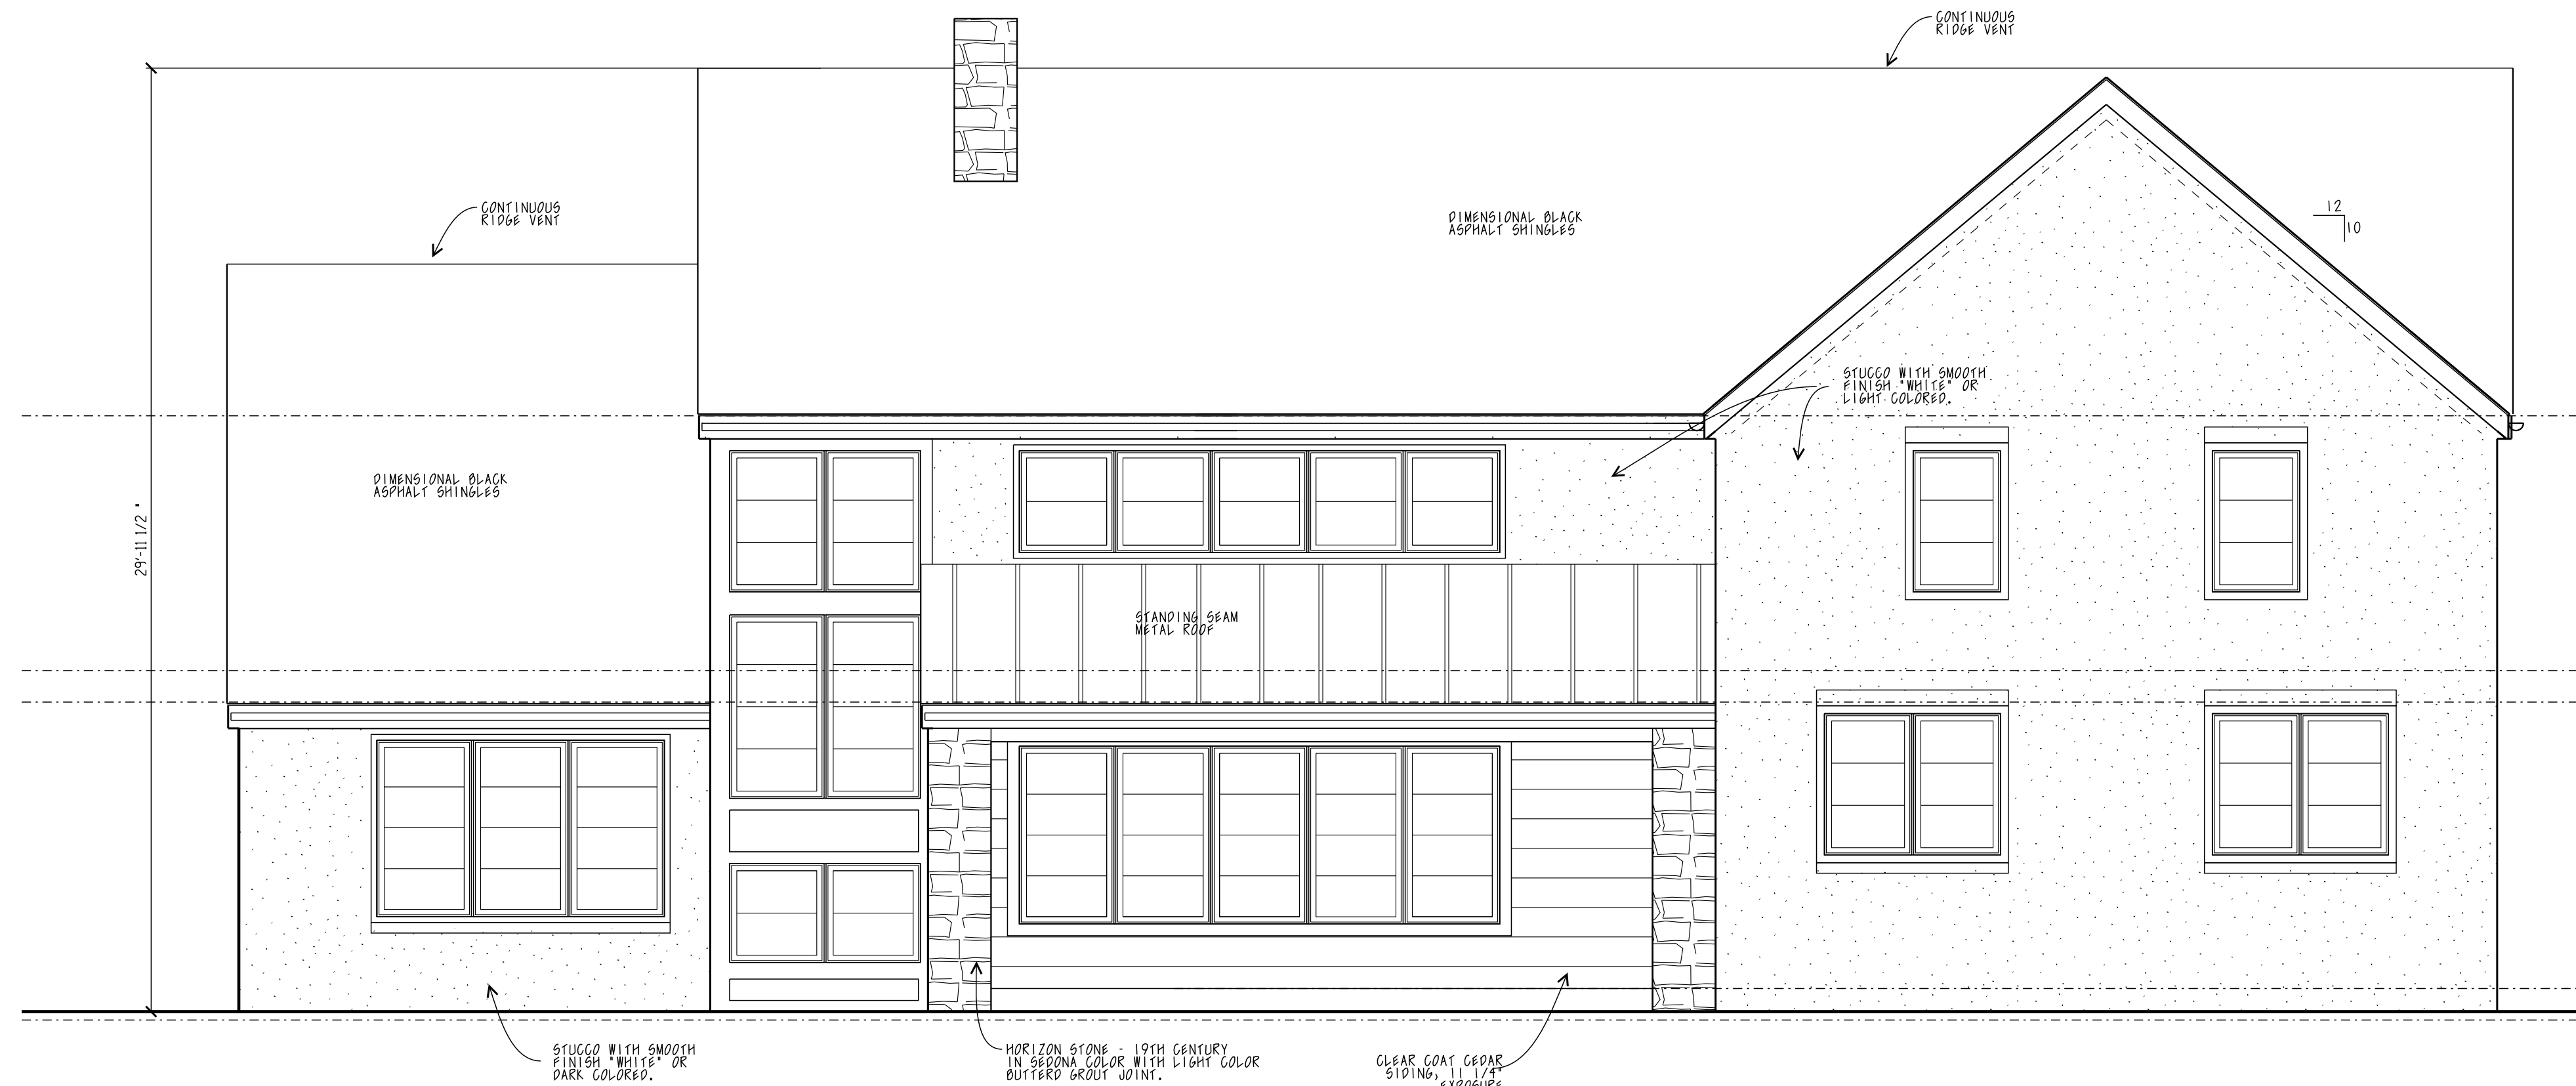 CONTINUOUS
RIDGE VENT
CONTINUOUS
RIDGE VENT
DIMENSIONAL BLACK
ASPHALT SHINGLES
12
10
STUCCO WITH SMOOTH
FINISH "WHITE" OR
LIGHT COLORED.
DIMENSIONAL BLACK
ASPHALT SHINGLES
29'-11 1/2 "
STANDING SEAM
METAL ROOF
STUCCO WITH SMOOTH
FINISH "WHITE" OR
DARK COLORED.
HORIZON STONE - 19TH CENTURY
IN SEDONA COLOR WITH LIGHT COLOR
BUTTERD GROUT JOINT.
CLEAR COAT CEDAR
SIDING, 11 1/4"
EXPOSURE